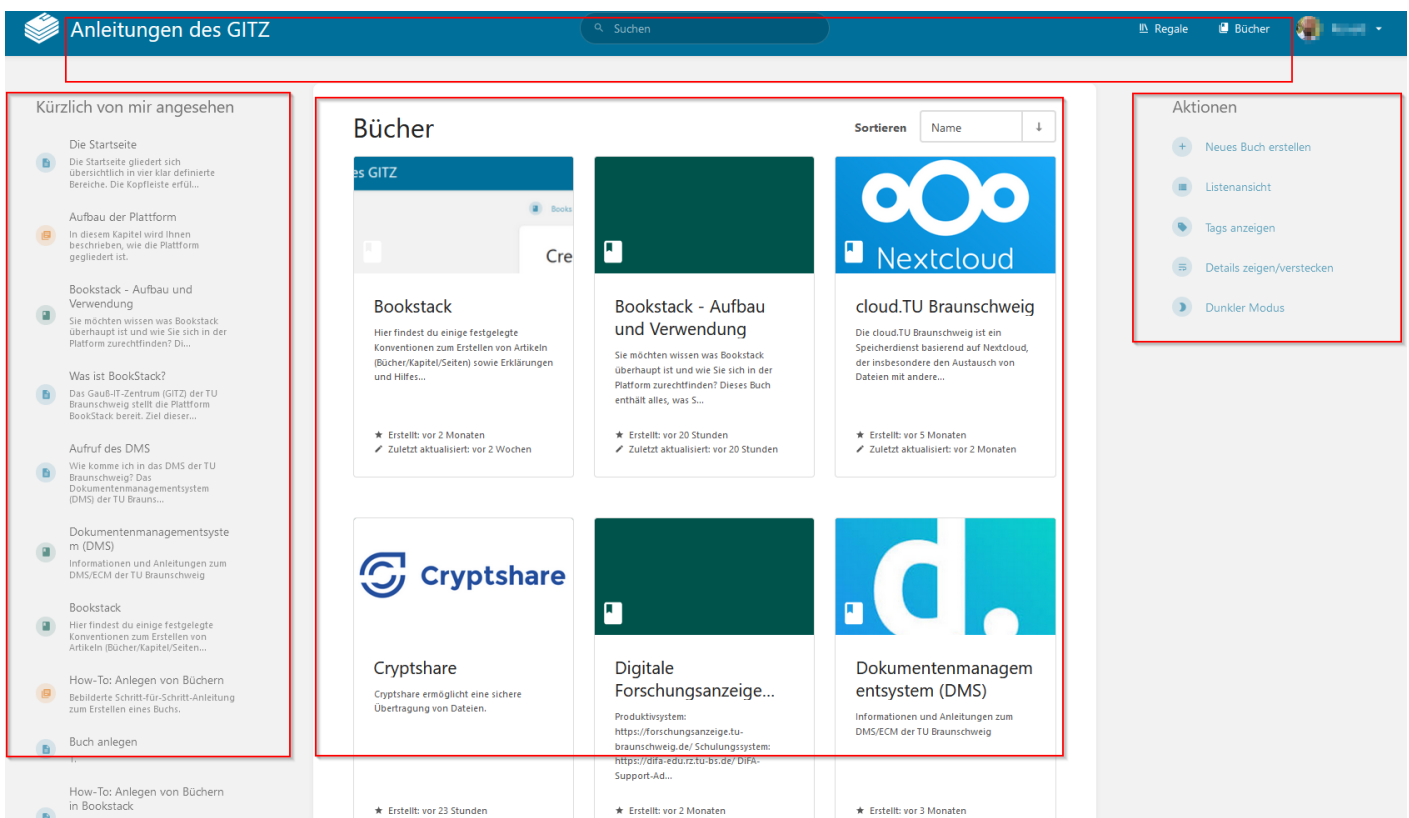 Anleitungen des GITZ
Suchen
Regale
Bücher
Kürzlich von mir angesehen
Die Startseite
Die Startseite gliedert sich
übersichtlich in vier klar definierte
Bereiche. Die Kopfleiste erfül...
Aufbau der Plattform
In diesem Kapitel wird Ihnen
beschrieben, wie die Plattform
gegliedert ist.
Bookstack - Aufbau und
Verwendung
Sie möchten wissen was Bookstack
überhaupt ist und wie Sie sich in der
Platform zurechtfinden? Di...
Was ist BookStack?
Das Gauß-IT-Zentrum (GITZ) der TU
Braunschweig stellt die Plattform
BookStack bereit. Ziel dieser...
Aufruf des DMS
Wie komme ich in das DMS der TU
Braunschweig? Das
Dokumentenmanagementsystem
(DMS) der TU Brauns...
Dokumentenmanagementsyste
m (DMS)
Informationen und Anleitungen zum
DMS/ECM der TU Braunschweig
Bookstack
Hier findest du einige festgelegte
Konventionen zum Erstellen von
Artikeln (Bücher/Kapitel/Seiten...
How-To: Anlegen von Büchern
Bebilderte Schritt-für-Schritt-Anleitung
zum Erstellen eines Buchs.
Buch anlegen
1.
How-To: Anlegen von Büchern
in Bookstack
Bücher
Sortieren
Name
es GITZ
Books
Cre
Bookstack
Hier findest du einige festgelegte
Konventionen zum Erstellen von Artikeln
(Bücher/Kapitel/Seiten) sowie Erklärungen
und Hilfes...
Erstellt: vor 2 Monaten
Zuletzt aktualisiert: vor 2 Wochen
Bookstack - Aufbau
und Verwendung
Sie möchten wissen was Bookstack
überhaupt ist und wie Sie sich in der
Platform zurechtfinden? Dieses Buch
enthält alles, was S...
Erstellt: vor 20 Stunden
Zuletzt aktualisiert: vor 20 Stunden
Nextcloud
cloud.TU Braunschweig
Die cloud.TU Braunschweig ist ein
Speicherdienst basierend auf Nextcloud,
der insbesondere den Austausch von
Dateien mit andere...
Erstellt: vor 5 Monaten
Zuletzt aktualisiert: vor 2 Monaten
Cryptshare
Cryptshare
Cryptshare ermöglicht eine sichere
Übertragung von Dateien.
Erstellt: vor 23 Stunden
Digitale
Forschungsanzeige...
Produktivsystem:
https://forschungsanzeige.tu-
braunschweig.de/ Schulungssystem:
https://difa-edu.rz.tu-bs.de/ DiFA-
Support-Ad...
Erstellt: vor 2 Monaten
d.
Dokumentenmanagem
entsystem (DMS)
Informationen und Anleitungen zum
DMS/ECM der TU Braunschweig
Erstellt: vor 3 Monaten
Aktionen
Neues Buch erstellen
Listenansicht
Tags anzeigen
Details zeigen/verstecken
Dunkler Modus